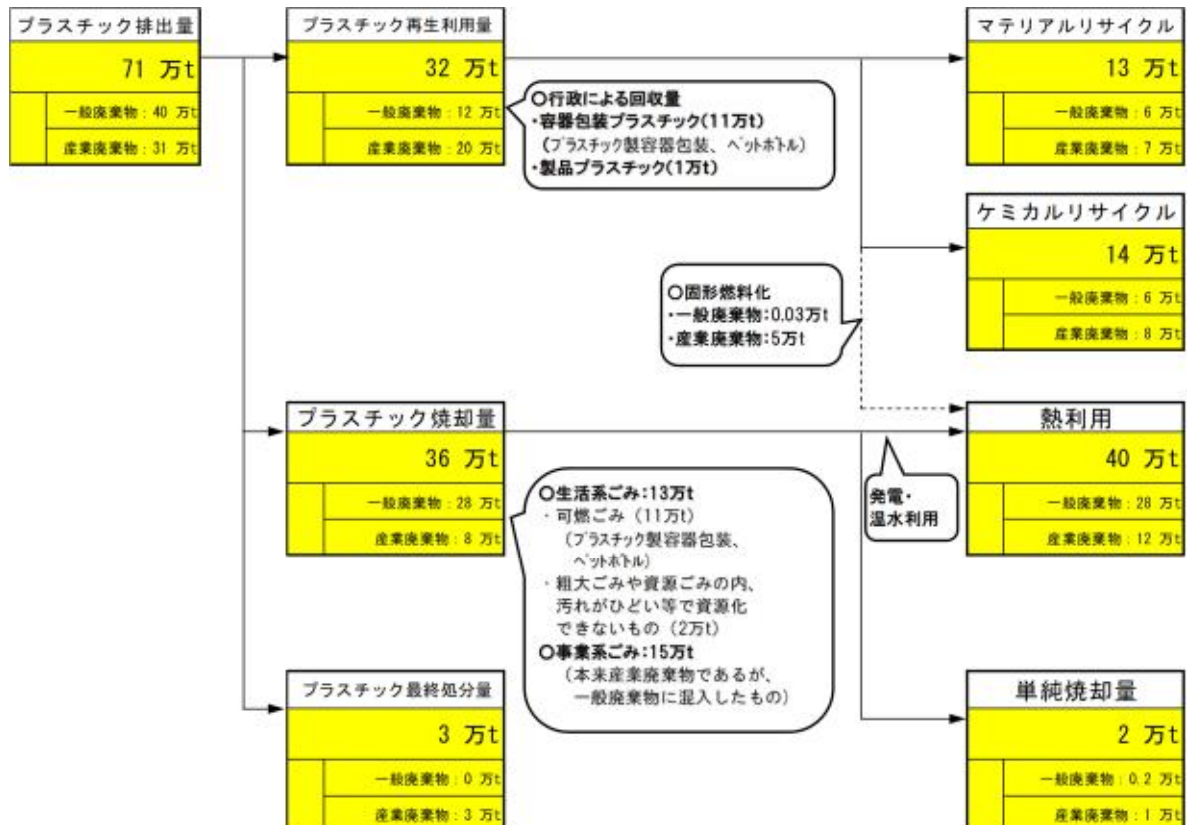 プラスチック排出量
71 万t
一般廃棄物：40 万t
産業廃棄物：31 万t
プラスチック再生利用量
32 万t
一般廃棄物：12 万t
産業廃棄物：20 万t
〇行政による回収量
・容器包装プラスチック(11万t)
(プラスチック製容器包装、ペットボトル)
・製品プラスチック(1万t)
マテリアルリサイクル
13 万t
一般廃棄物：6 万t
産業廃棄物：7 万t
ケミカルリサイクル
14 万t
一般廃棄物：6 万t
産業廃棄物：8 万t
〇固形燃料化
・一般廃棄物：0.03万t
・産業廃棄物：5万t
プラスチック焼却量
36 万t
一般廃棄物：28 万t
産業廃棄物：8 万t
〇生活系ごみ：13万t
・可燃ごみ（11万t）
（プラスチック製容器包装、
ペットボトル）
・粗大ごみや資源ごみの内、
汚れがひどい等で資源化
できないもの（2万t）
〇事業系ごみ：15万t
（本来産業廃棄物であるが、
一般廃棄物に混入したもの）
熱利用
40 万t
一般廃棄物：28 万t
産業廃棄物：12 万t
発電・
温水利用
プラスチック最終処分量
3 万t
一般廃棄物：0 万t
産業廃棄物：3 万t
単純焼却量
2 万t
一般廃棄物：0.2 万t
産業廃棄物：1 万t